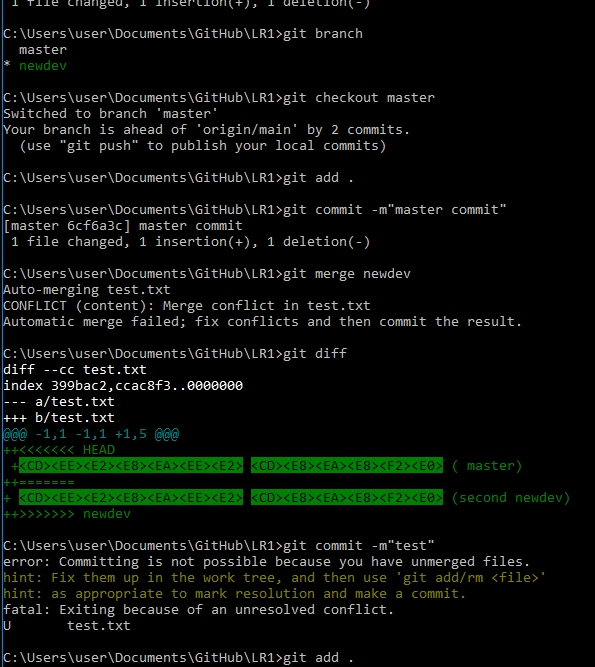 1 file changed, 1 insertion(+), 1 deletion(-)
C:\Users\user\Documents\GitHub\LR1>git branch
master
* newdev
C:\Users\user\Documents\GitHub\LR1>git checkout master
Switched to branch 'master'
Your branch is ahead of 'origin/main' by 2 commits.
(use "git push" to publish your local commits)
C:\Users\user\Documents\GitHub\LR1>git add .
C:\Users\user\Documents\GitHub\LR1>git commit -m"master commit"
[master 6cf6a3c] master commit
1 file changed, 1 insertion(+), 1 deletion(-)
C:\Users\user\Documents\GitHub\LR1>git merge newdev
Auto-merging test.txt
CONFLICT (content): Merge conflict in test.txt
Automatic merge failed; fix conflicts and then commit the result.
C:\Users\user\Documents\GitHub\LR1>git diff
diff --cc test.txt
index 399bac2,ccac8f3..0000000
--- a/test.txt
+++ b/test.txt
@@@ -1,1 -1,1 +1,5 @@@
++<<<<<<< HEAD
+<CD><EE><E2><E8><EA><EE><E2> <CD><E8><EA><E8><F2><E0> ( master)
++=======
+ <CD><EE><E2><E8><EA><EE><E2> <CD><E8><EA><E8><F2><E0> (second newdev)
++>>>>>>> newdev
C:\Users\user\Documents\GitHub\LR1>git commit -m"test"
error: Committing is not possible because you have unmerged files.
hint: Fix them up in the work tree, and then use 'git add/rm <file>'
hint: as appropriate to mark resolution and make a commit.
fatal: Exiting because of an unresolved conflict.
U       test.txt
C:\Users\user\Documents\GitHub\LR1>git add .